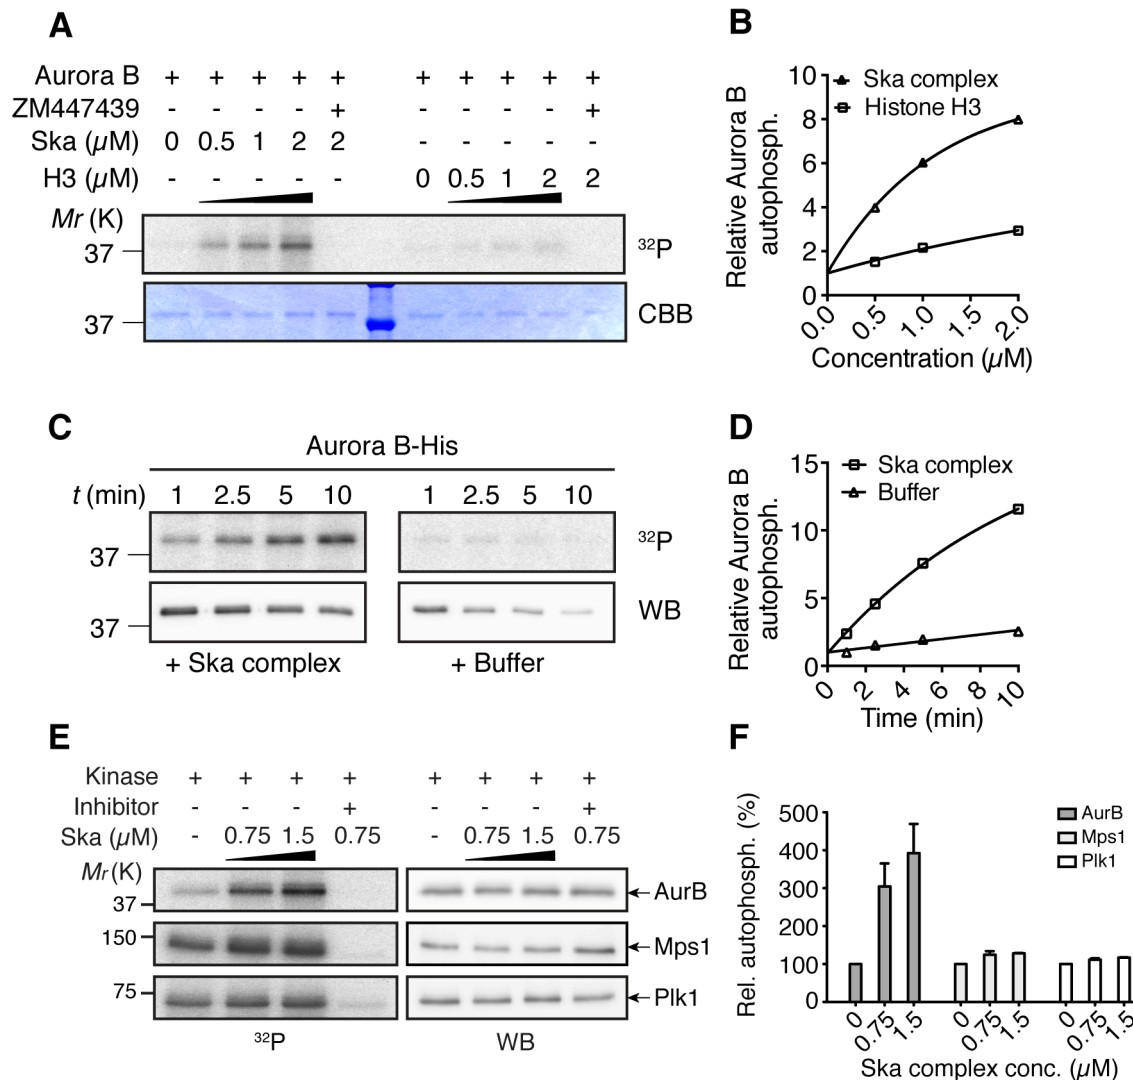 A
Aurora B + + + + + + + + + +
ZM447439 - - - - + - - - - +
Ska (µM) 0 0.5 1 2 2 - - - - -
H3 (µM) - - - - - 0 0.5 1 2 2
Mr (K)
37
32P
37
CBB
B
Relative Aurora B
autophosph.
10
8
6
4
2
0
Ska complex
Histone H3
0.0 0.5 1.0 1.5 2.0
Concentration (µM)
C
Aurora B-His
t (min) 1 2.5 5 10 1 2.5 5 10
37
32P
37
WB
+ Ska complex + Buffer
D
Relative Aurora B
autophosph.
15
10
5
0
Ska complex
Buffer
0 2 4 6 8 10
Time (min)
E
Kinase + + + + + + + +
Inhibitor - - - + - - - +
Ska (µM) - 0.75 1.5 0.75 - 0.75 1.5 0.75
Mr (K)
37
AurB
150
Mps1
75
Plk1
32P WB
F
Rel. autophosph. (%)
500
400
300
200
100
0
AurB
Mps1
Plk1
0 0.75 1.5 0 0.75 1.5 0 0.75 1.5
Ska complex conc. (µM)